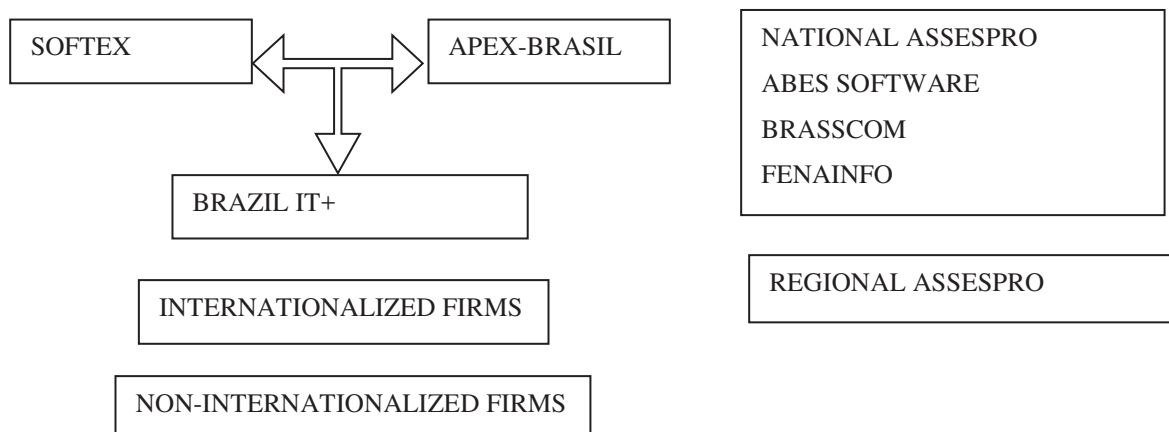 SOFTEX
APEX-BRASIL
BRAZIL IT+
INTERNATIONALIZED FIRMS
NON-INTERNATIONALIZED FIRMS
NATIONAL ASSESPRO
ABES SOFTWARE
BRASSCOM
FENAINFO
REGIONAL ASSESPRO